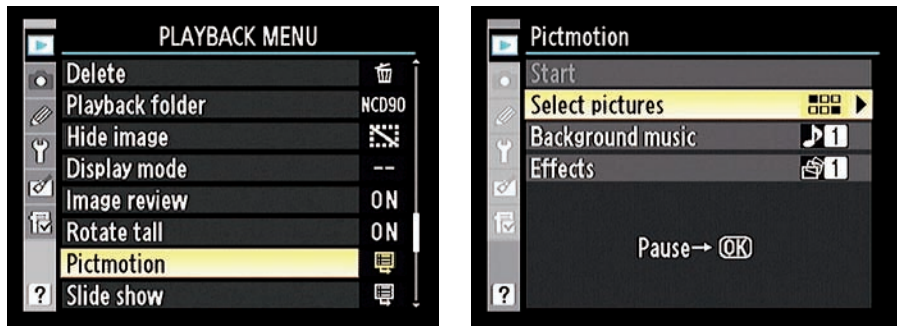 PLAYBACK MENU
Delete
Playback folder NCD90
Hide image
Display mode --
Image review ON
Rotate tall ON
Pictmotion
Slide show
?
Pictmotion
Start
Select pictures
Background music 1
Effects 1
Pause→ OK
?